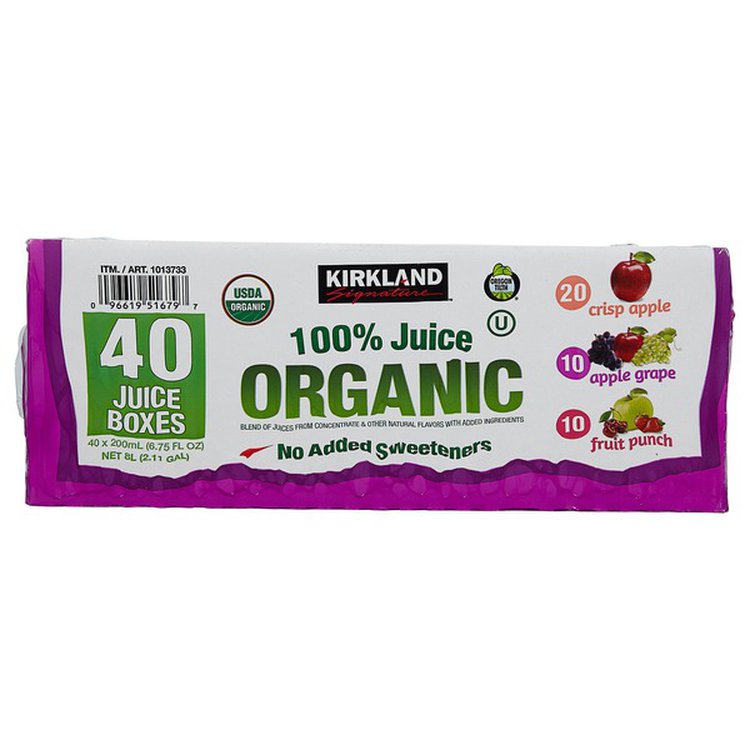 ITM. / ART. 1013733
0 96619 51679 7
40
JUICE
BOXES
40 x 200mL (6.75 FL OZ)
NET 8L (2.11 GAL)
USDA
ORGANIC
KIRKLAND
Signature™
OREGON
TILTH
U
100% Juice
ORGANIC
BLEND OF JUICES FROM CONCENTRATE & OTHER NATURAL FLAVORS WITH ADDED INGREDIENTS
No Added Sweeteners
20 crisp apple
10 apple grape
10 fruit punch